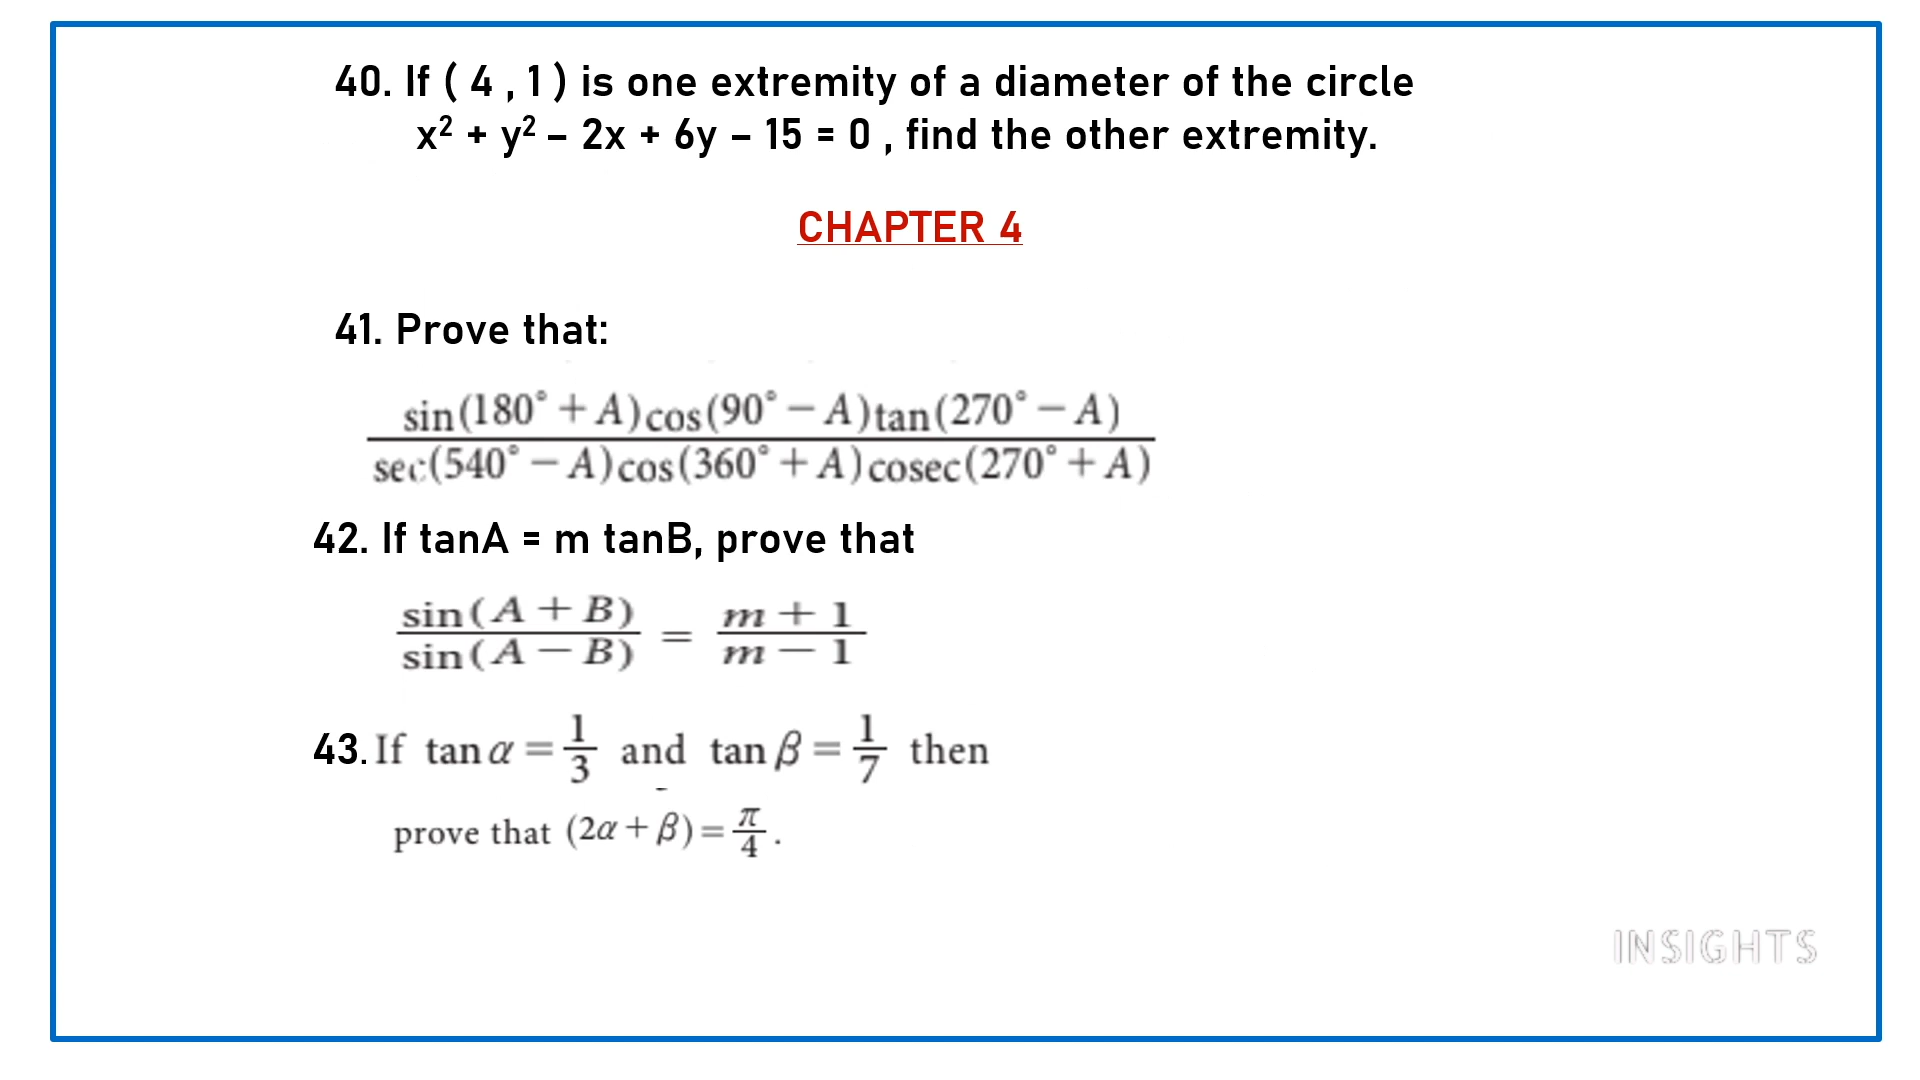 40. If ( 4 , 1 ) is one extremity of a diameter of the circle
x² + y² – 2x + 6y – 15 = 0 , find the other extremity.
CHAPTER 4
41. Prove that:
sin(180° + A)cos(90° − A)tan(270° − A)
sec(540° − A)cos(360° + A)cosec(270° + A)
42. If tanA = m tanB, prove that
sin(A + B) / sin(A − B) = m + 1 / m − 1
43. If tan α = 1/3 and tan β = 1/7 then
prove that (2α + β) = π/4 .
INSIGHTS